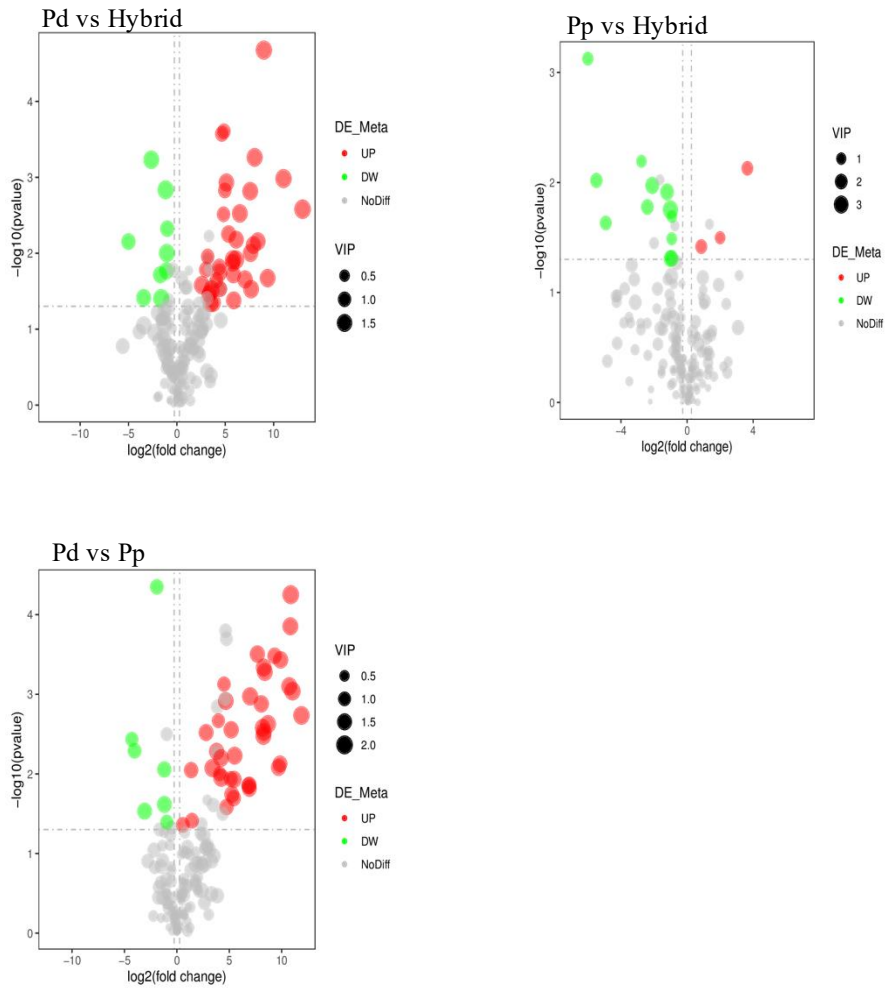 Pd vs Hybrid
4
3
2
1
0
−10
−5
0
5
10
−log10(pvalue)
log2(fold change)
DE_Meta
UP
DW
NoDiff
VIP
0.5
1.0
1.5
Pp vs Hybrid
3
2
1
0
−4
0
4
−log10(pvalue)
log2(fold change)
VIP
1
2
3
DE_Meta
UP
DW
NoDiff
Pd vs Pp
4
3
2
1
0
−10
−5
0
5
10
−log10(pvalue)
log2(fold change)
VIP
0.5
1.0
1.5
2.0
DE_Meta
UP
DW
NoDiff